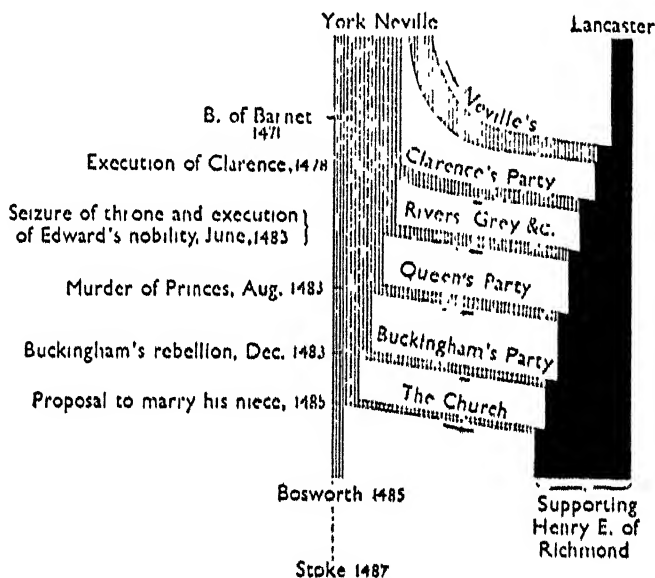 York Neville
Lancaster
Neville's
B. of Barnet
1471
Clarence's Party
Execution of Clarence, 1478
Rivers Grey &c.
Seizure of throne and execution
of Edward's nobility, June, 1483
Queen's Party
Murder of Princes, Aug. 1483
Buckingham's Party
Buckingham's rebellion, Dec. 1483
The Church
Proposal to marry his niece, 1485
Bosworth 1485
Supporting
Henry E. of
Richmond
Stoke 1487